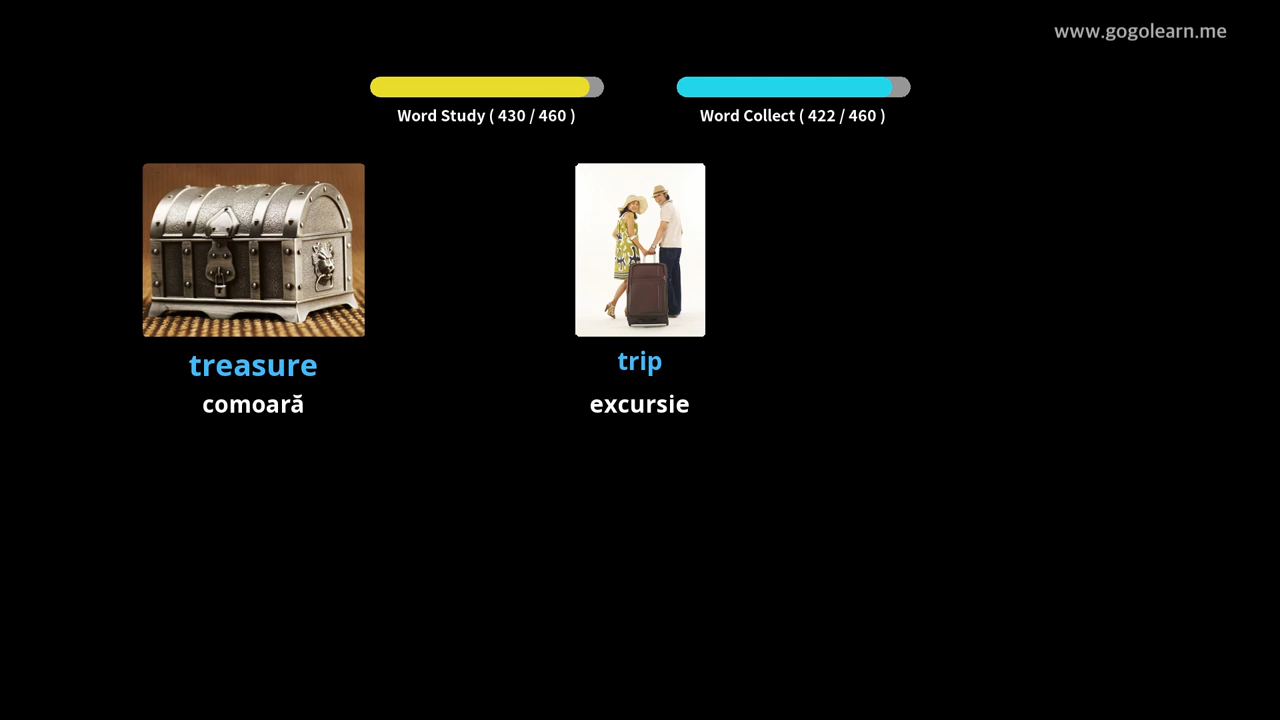 www.gogolearn.me
Word Study ( 430 / 460 )
Word Collect ( 422 / 460 )
treasure
comoară
trip
excursie